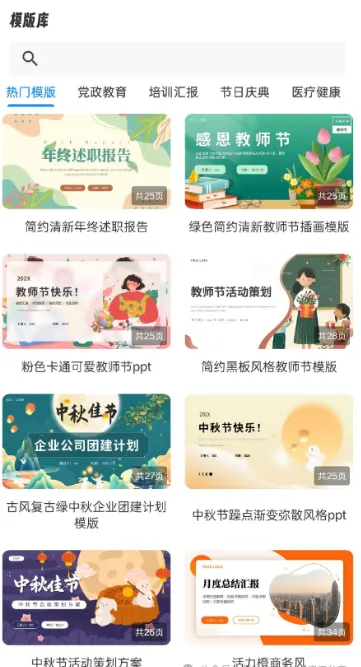 模版库
热门模版 党政教育 培训汇报 节日庆典 医疗健康
年终述职报告
共25页
感恩教师节
共25页
简约清新年终述职报告
绿色简约清新教师节插画模版
202X
教师节快乐！
共25页
教师节活动策划
共28页
粉色卡通可爱教师节ppt
简约黑板风格教师节模版
中秋佳节
企业公司团建计划
共27页
202X
中秋节快乐！
共25页
古风复古绿中秋企业团建计划
模版
中秋节躁点渐变弥散风格ppt
中秋佳节
中秋节活动策划方案
共25页
月度总结汇报
共34页
中秋节活动策划方案
活力橙商务风